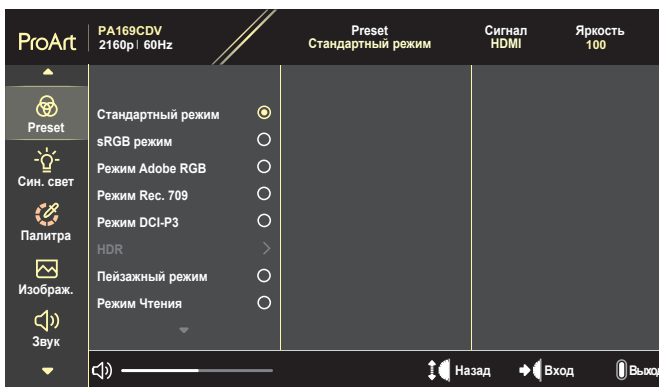 ProArt
PA169CDV
2160p | 60Hz
Preset
Стандартный режим
Сигнал
HDMI
Яркость
100
Preset
Син. свет
Палитра
Изображ.
Звук
Стандартный режим
sRGB режим
Режим Adobe RGB
Режим Rec. 709
Режим DCI-P3
HDR
Пейзажный режим
Режим Чтения
Назад
Вход
Выход